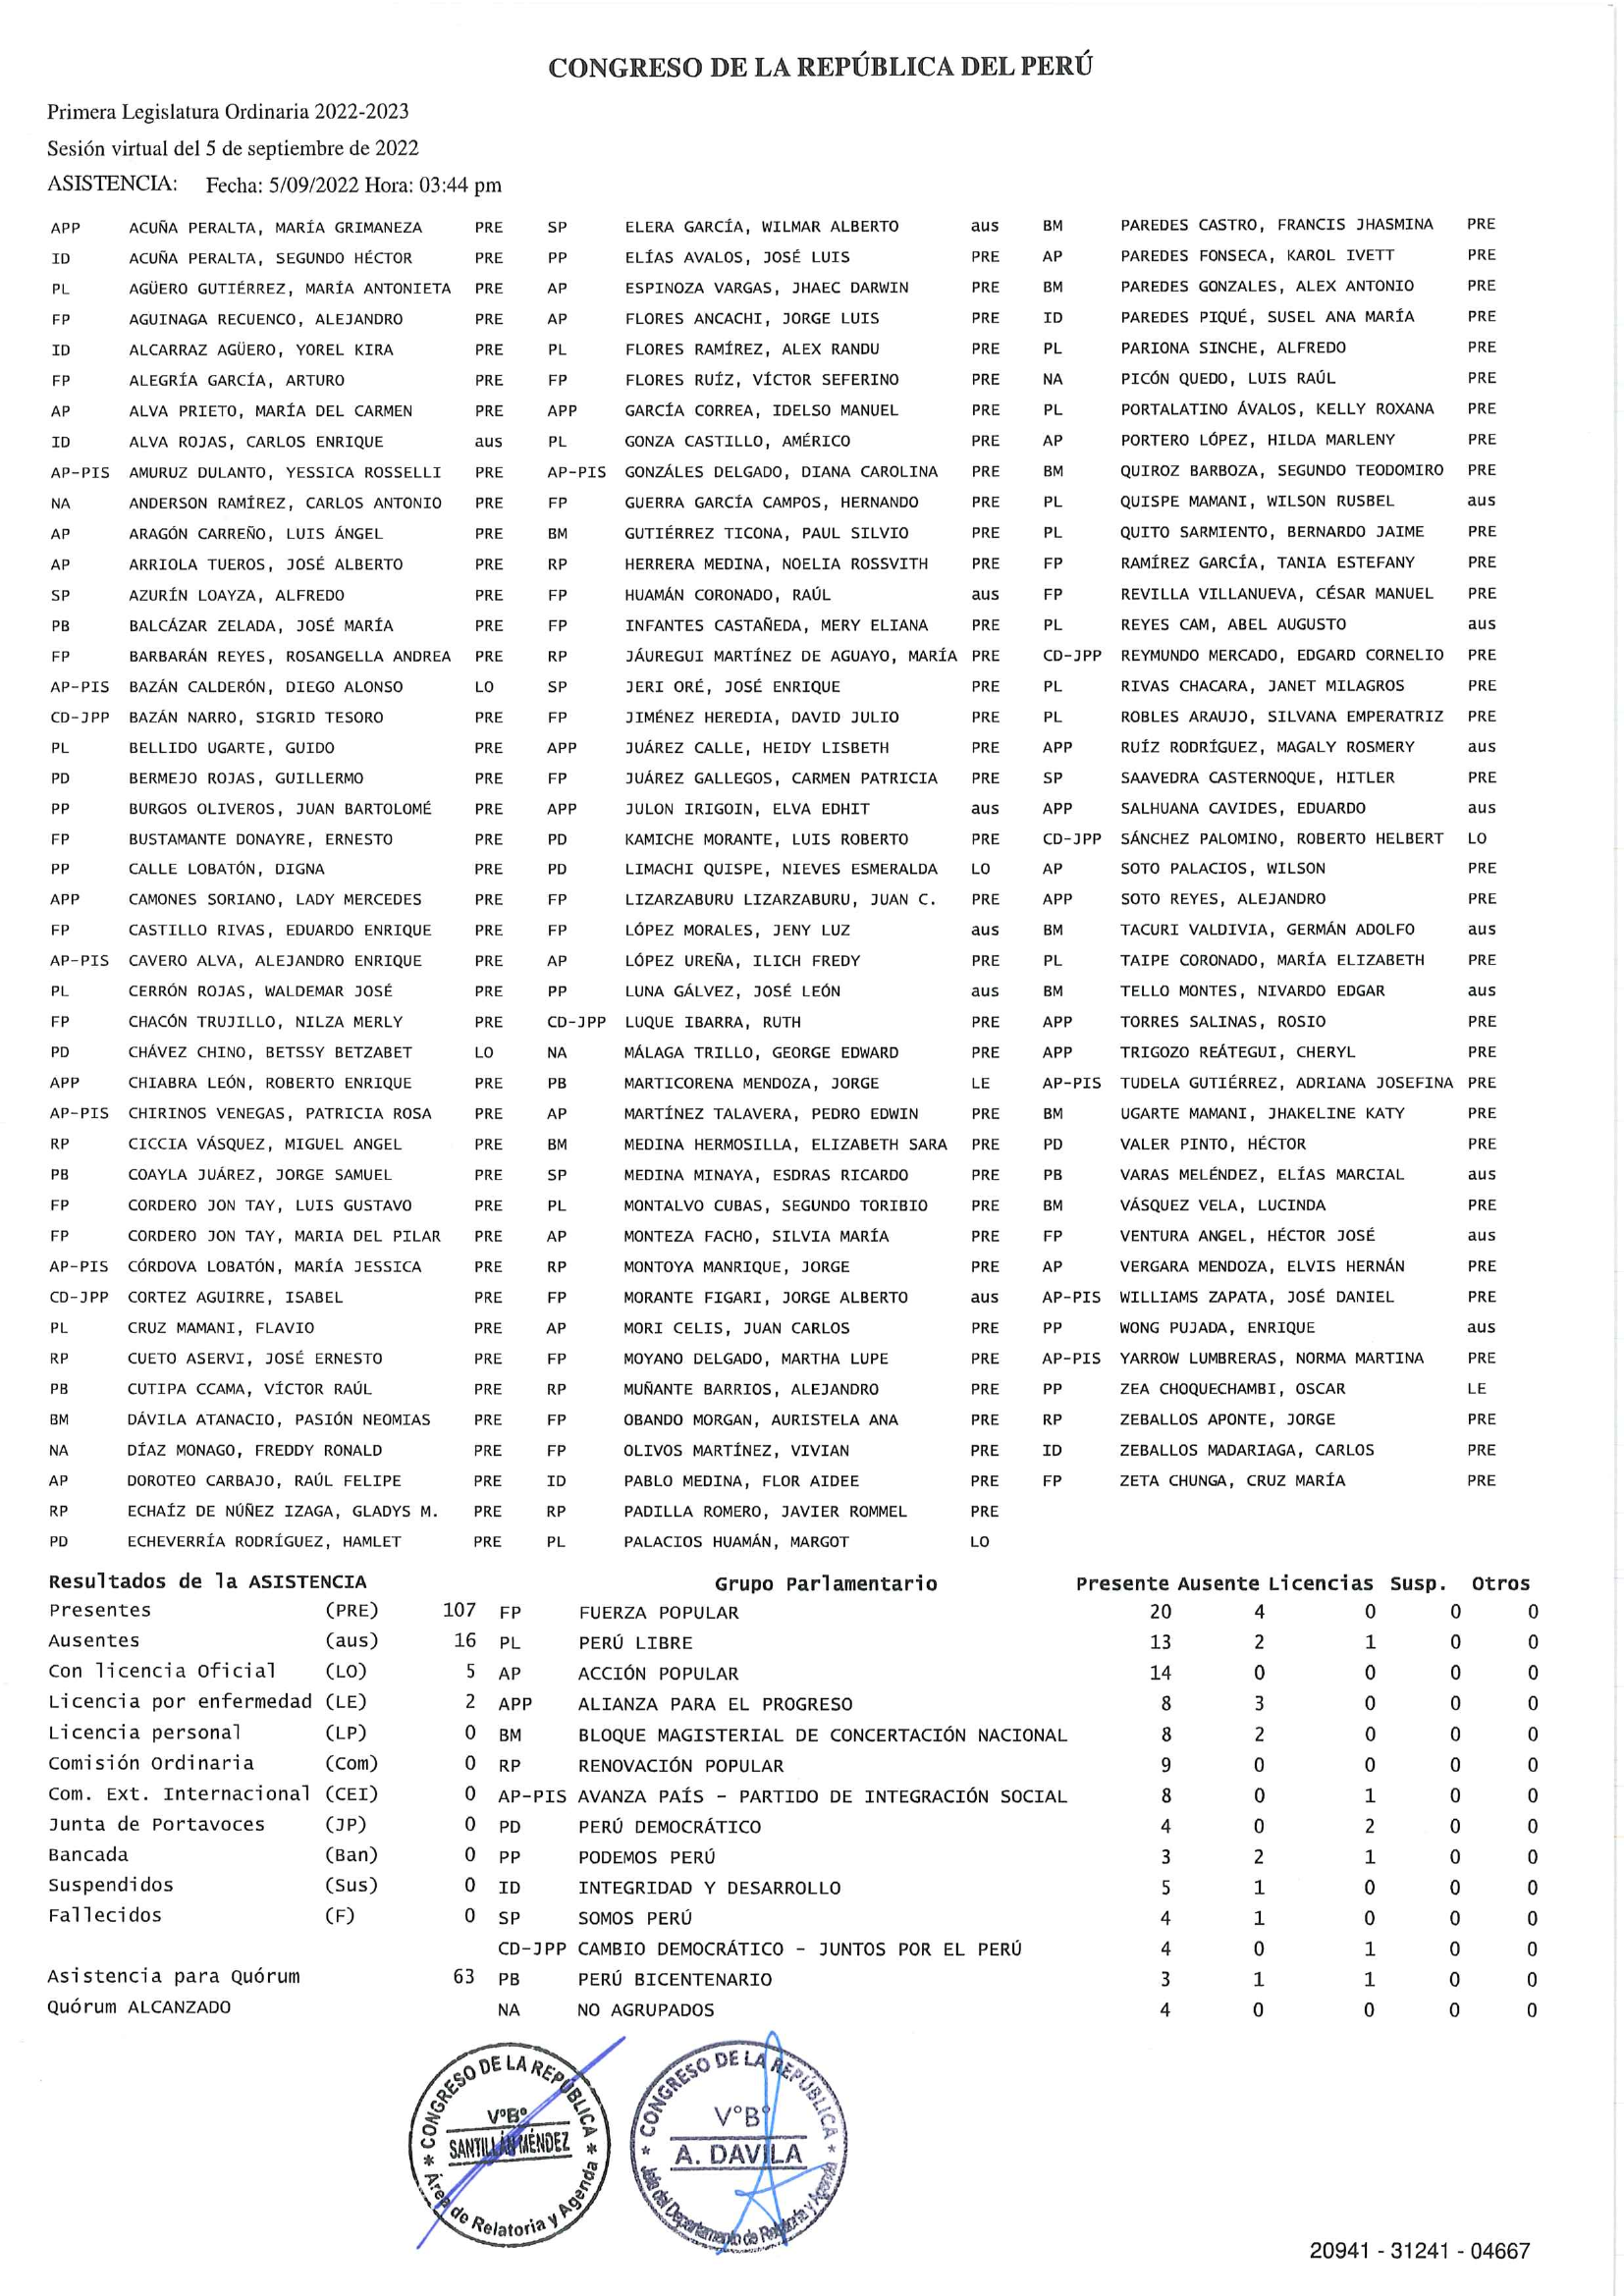 CONGRESO DE LA REPÚBLICA DEL PERÚ
Primera Legislatura Ordinaria 2022-2023
Sesión virtual del 5 de septiembre de 2022
ASISTENCIA: Fecha: 5/09/2022 Hora: 03:44 pm
APP ACUÑA PERALTA, MARÍA GRIMANEZA PRE SP ELERA GARCÍA, WILMAR ALBERTO aus BM PAREDES CASTRO, FRANCIS JHASMINA PRE
ID ACUÑA PERALTA, SEGUNDO HÉCTOR PRE PP ELÍAS AVALOS, JOSÉ LUIS PRE AP PAREDES FONSECA, KAROL IVETT PRE
PL AGÜERO GUTIÉRREZ, MARÍA ANTONIETA PRE AP ESPINOZA VARGAS, JHAEC DARWIN PRE BM PAREDES GONZALES, ALEX ANTONIO PRE
FP AGUINAGA RECUENCO, ALEJANDRO PRE AP FLORES ANCACHI, JORGE LUIS PRE ID PAREDES PIQUÉ, SUSEL ANA MARÍA PRE
ID ALCARRAZ AGÜERO, YOREL KIRA PRE PL FLORES RAMÍREZ, ALEX RANDU PRE PL PARIONA SINCHE, ALFREDO PRE
FP ALEGRÍA GARCÍA, ARTURO PRE FP FLORES RUÍZ, VÍCTOR SEFERINO PRE NA PICÓN QUEDO, LUIS RAÚL PRE
AP ALVA PRIETO, MARÍA DEL CARMEN PRE APP GARCÍA CORREA, IDELSO MANUEL PRE PL PORTALATINO ÁVALOS, KELLY ROXANA PRE
ID ALVA ROJAS, CARLOS ENRIQUE aus PL GONZA CASTILLO, AMÉRICO PRE AP PORTERO LÓPEZ, HILDA MARLENY PRE
AP-PIS AMURUZ DULANTO, YESSICA ROSSELLI PRE AP-PIS GONZÁLES DELGADO, DIANA CAROLINA PRE BM QUIROZ BARBOZA, SEGUNDO TEODOMIRO PRE
NA ANDERSON RAMÍREZ, CARLOS ANTONIO PRE FP GUERRA GARCÍA CAMPOS, HERNANDO PRE PL QUISPE MAMANI, WILSON RUSBEL aus
AP ARAGÓN CARREÑO, LUIS ÁNGEL PRE BM GUTIÉRREZ TICONA, PAUL SILVIO PRE PL QUITO SARMIENTO, BERNARDO JAIME PRE
AP ARRIOLA TUEROS, JOSÉ ALBERTO PRE RP HERRERA MEDINA, NOELIA ROSSVITH PRE FP RAMÍREZ GARCÍA, TANIA ESTEFANY PRE
SP AZURÍN LOAYZA, ALFREDO PRE FP HUAMÁN CORONADO, RAÚL aus FP REVILLA VILLANUEVA, CÉSAR MANUEL PRE
PB BALCÁZAR ZELADA, JOSÉ MARÍA PRE FP INFANTES CASTAÑEDA, MERY ELIANA PRE PL REYES CAM, ABEL AUGUSTO aus
FP BARBARÁN REYES, ROSANGELLA ANDREA PRE RP JÁUREGUI MARTÍNEZ DE AGUAYO, MARÍA PRE CD-JPP REYMUNDO MERCADO, EDGARD CORNELIO PRE
AP-PIS BAZÁN CALDERÓN, DIEGO ALONSO LO SP JERI ORÉ, JOSÉ ENRIQUE PRE PL RIVAS CHACARA, JANET MILAGROS PRE
CD-JPP BAZÁN NARRO, SIGRID TESORO PRE FP JIMÉNEZ HEREDIA, DAVID JULIO PRE PL ROBLES ARAUJO, SILVANA EMPERATRIZ PRE
PL BELLIDO UGARTE, GUIDO PRE APP JUÁREZ CALLE, HEIDY LISBETH PRE APP RUÍZ RODRÍGUEZ, MAGALY ROSMERY aus
PD BERMEJO ROJAS, GUILLERMO PRE FP JUÁREZ GALLEGOS, CARMEN PATRICIA PRE SP SAAVEDRA CASTERNOQUE, HITLER PRE
PP BURGOS OLIVEROS, JUAN BARTOLOMÉ PRE APP JULON IRIGOIN, ELVA EDHIT aus APP SALHUANA CAVIDES, EDUARDO aus
FP BUSTAMANTE DONAYRE, ERNESTO PRE PD KAMICHE MORANTE, LUIS ROBERTO PRE CD-JPP SÁNCHEZ PALOMINO, ROBERTO HELBERT LO
PP CALLE LOBATÓN, DIGNA PRE PD LIMACHI QUISPE, NIEVES ESMERALDA LO AP SOTO PALACIOS, WILSON PRE
APP CAMONES SORIANO, LADY MERCEDES PRE FP LIZARZABURU LIZARZABURU, JUAN C. PRE APP SOTO REYES, ALEJANDRO PRE
FP CASTILLO RIVAS, EDUARDO ENRIQUE PRE FP LÓPEZ MORALES, JENY LUZ aus BM TACURI VALDIVIA, GERMÁN ADOLFO aus
AP-PIS CAVERO ALVA, ALEJANDRO ENRIQUE PRE AP LÓPEZ UREÑA, ILICH FREDY PRE PL TAIPE CORONADO, MARÍA ELIZABETH PRE
PL CERRÓN ROJAS, WALDEMAR JOSÉ PRE PP LUNA GÁLVEZ, JOSÉ LEÓN aus BM TELLO MONTES, NIVARDO EDGAR aus
FP CHACÓN TRUJILLO, NILZA MERLY PRE CD-JPP LUQUE IBARRA, RUTH PRE APP TORRES SALINAS, ROSIO PRE
PD CHÁVEZ CHINO, BETSSY BETZABET LO NA MÁLAGA TRILLO, GEORGE EDWARD PRE APP TRIGOZO REÁTEGUI, CHERYL PRE
APP CHIABRA LEÓN, ROBERTO ENRIQUE PRE PB MARTICORENA MENDOZA, JORGE LE AP-PIS TUDELA GUTIÉRREZ, ADRIANA JOSEFINA PRE
AP-PIS CHIRINOS VENEGAS, PATRICIA ROSA PRE AP MARTÍNEZ TALAVERA, PEDRO EDWIN PRE BM UGARTE MAMANI, JHAKELINE KATY PRE
RP CICCIA VÁSQUEZ, MIGUEL ANGEL PRE BM MEDINA HERMOSILLA, ELIZABETH SARA PRE PD VALER PINTO, HÉCTOR PRE
PB COAYLA JUÁREZ, JORGE SAMUEL PRE SP MEDINA MINAYA, ESDRAS RICARDO PRE PB VARAS MELÉNDEZ, ELÍAS MARCIAL aus
FP CORDERO JON TAY, LUIS GUSTAVO PRE PL MONTALVO CUBAS, SEGUNDO TORIBIO PRE BM VÁSQUEZ VELA, LUCINDA PRE
FP CORDERO JON TAY, MARIA DEL PILAR PRE AP MONTEZA FACHO, SILVIA MARÍA PRE FP VENTURA ANGEL, HÉCTOR JOSÉ aus
AP-PIS CÓRDOVA LOBATÓN, MARÍA JESSICA PRE RP MONTOYA MANRIQUE, JORGE PRE AP VERGARA MENDOZA, ELVIS HERNÁN PRE
CD-JPP CORTEZ AGUIRRE, ISABEL PRE FP MORANTE FIGARI, JORGE ALBERTO aus AP-PIS WILLIAMS ZAPATA, JOSÉ DANIEL PRE
PL CRUZ MAMANI, FLAVIO PRE AP MORI CELIS, JUAN CARLOS PRE PP WONG PUJADA, ENRIQUE aus
RP CUETO ASERVI, JOSÉ ERNESTO PRE FP MOYANO DELGADO, MARTHA LUPE PRE AP-PIS YARROW LUMBRERAS, NORMA MARTINA PRE
PB CUTIPA CCAMA, VÍCTOR RAÚL PRE RP MUÑANTE BARRIOS, ALEJANDRO PRE PP ZEA CHOQUECHAMBI, OSCAR LE
BM DÁVILA ATANACIO, PASIÓN NEOMIAS PRE FP OBANDO MORGAN, AURISTELA ANA PRE RP ZEBALLOS APONTE, JORGE PRE
NA DÍAZ MONAGO, FREDDY RONALD PRE FP OLIVOS MARTÍNEZ, VIVIAN PRE ID ZEBALLOS MADARIAGA, CARLOS PRE
AP DOROTEO CARBAJO, RAÚL FELIPE PRE ID PABLO MEDINA, FLOR AIDEE PRE FP ZETA CHUNGA, CRUZ MARÍA PRE
RP ECHAÍZ DE NÚÑEZ IZAGA, GLADYS M. PRE RP PADILLA ROMERO, JAVIER ROMMEL PRE
PD ECHEVERRÍA RODRÍGUEZ, HAMLET PRE PL PALACIOS HUAMÁN, MARGOT LO
Resultados de la ASISTENCIA Grupo Parlamentario Presente Ausente Licencias Susp. Otros
Presentes (PRE) 107 FP FUERZA POPULAR 20 4 0 0 0
Ausentes (aus) 16 PL PERÚ LIBRE 13 2 1 0 0
Con licencia Oficial (LO) 5 AP ACCIÓN POPULAR 14 0 0 0 0
Licencia por enfermedad (LE) 2 APP ALIANZA PARA EL PROGRESO 8 3 0 0 0
Licencia personal (LP) 0 BM BLOQUE MAGISTERIAL DE CONCERTACIÓN NACIONAL 8 2 0 0 0
Comisión Ordinaria (Com) 0 RP RENOVACIÓN POPULAR 9 0 0 0 0
Com. Ext. Internacional (CEI) 0 AP-PIS AVANZA PAÍS – PARTIDO DE INTEGRACIÓN SOCIAL 8 0 1 0 0
Junta de Portavoces (JP) 0 PD PERÚ DEMOCRÁTICO 4 0 2 0 0
Bancada (Ban) 0 PP PODEMOS PERÚ 3 2 1 0 0
Suspendidos (Sus) 0 ID INTEGRIDAD Y DESARROLLO 5 1 0 0 0
Fallecidos (F) 0 SP SOMOS PERÚ 4 1 0 0 0
CD-JPP CAMBIO DEMOCRÁTICO – JUNTOS POR EL PERÚ 4 0 1 0 0
Asistencia para Quórum 63 PB PERÚ BICENTENARIO 3 1 1 0 0
Quórum ALCANZADO NA NO AGRUPADOS 4 0 0 0 0
* CONGRESO DE LA REPÚBLICA *
V°B°
SANTILLÁN MÉNDEZ
Área de Relatoria y Agenda
* CONGRESO DE LA REPÚBLICA *
V°B°
A. DAVILA
Jefe del Departamento de Relatoría y Agenda
20941 - 31241 - 04667